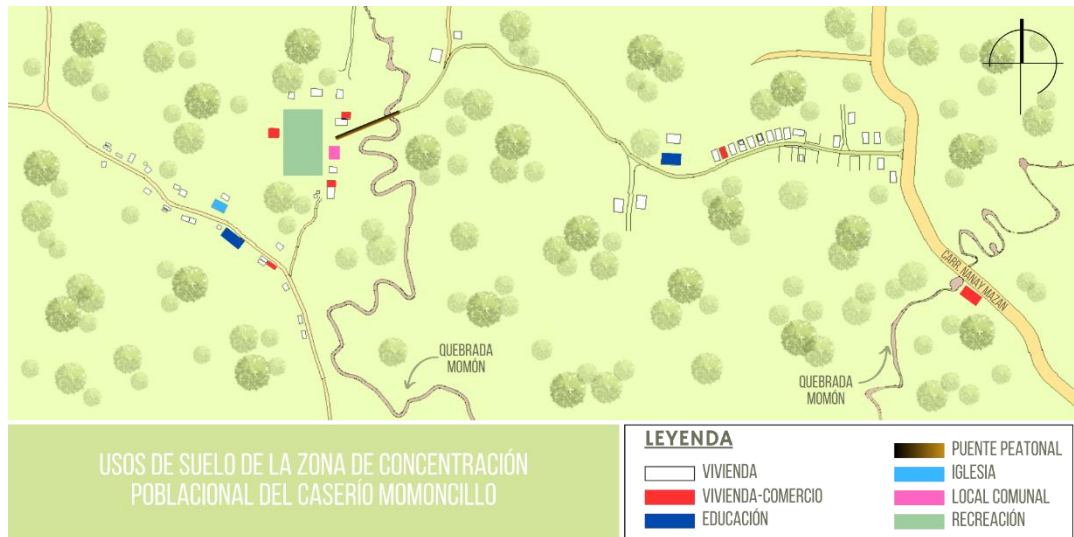 CARR. NANAY MAZAN
QUEBRADA
MOMÓN
QUEBRADA
MOMÓN
USOS DE SUELO DE LA ZONA DE CONCENTRACIÓN
POBLACIONAL DEL CASERÍO MOMONCILLO
LEYENDA
VIVIENDA
VIVIENDA-COMERCIO
EDUCACIÓN
PUENTE PEATONAL
IGLESIA
LOCAL COMUNAL
RECREACIÓN